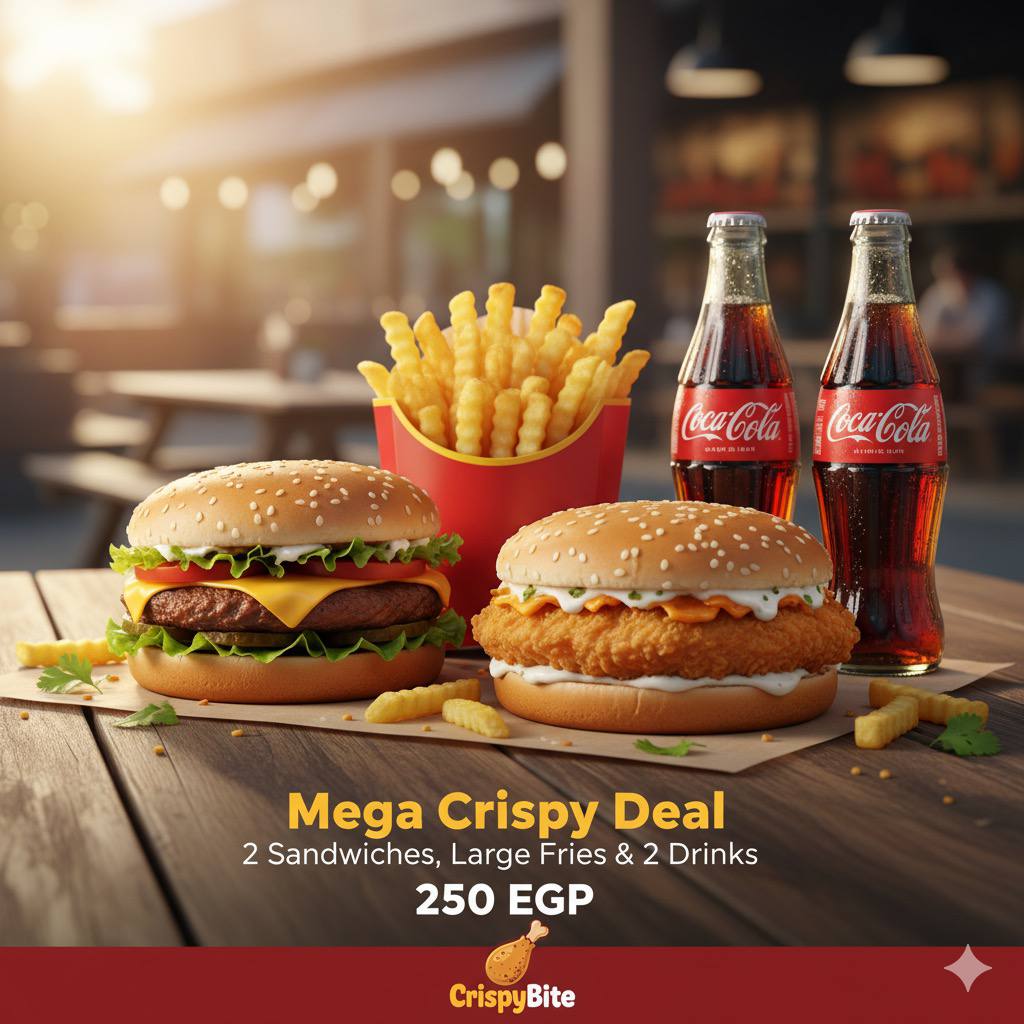 Coca-Cola
Coca-Cola
Mega Crispy Deal
2 Sandwiches, Large Fries & 2 Drinks
250 EGP
CrispyBite